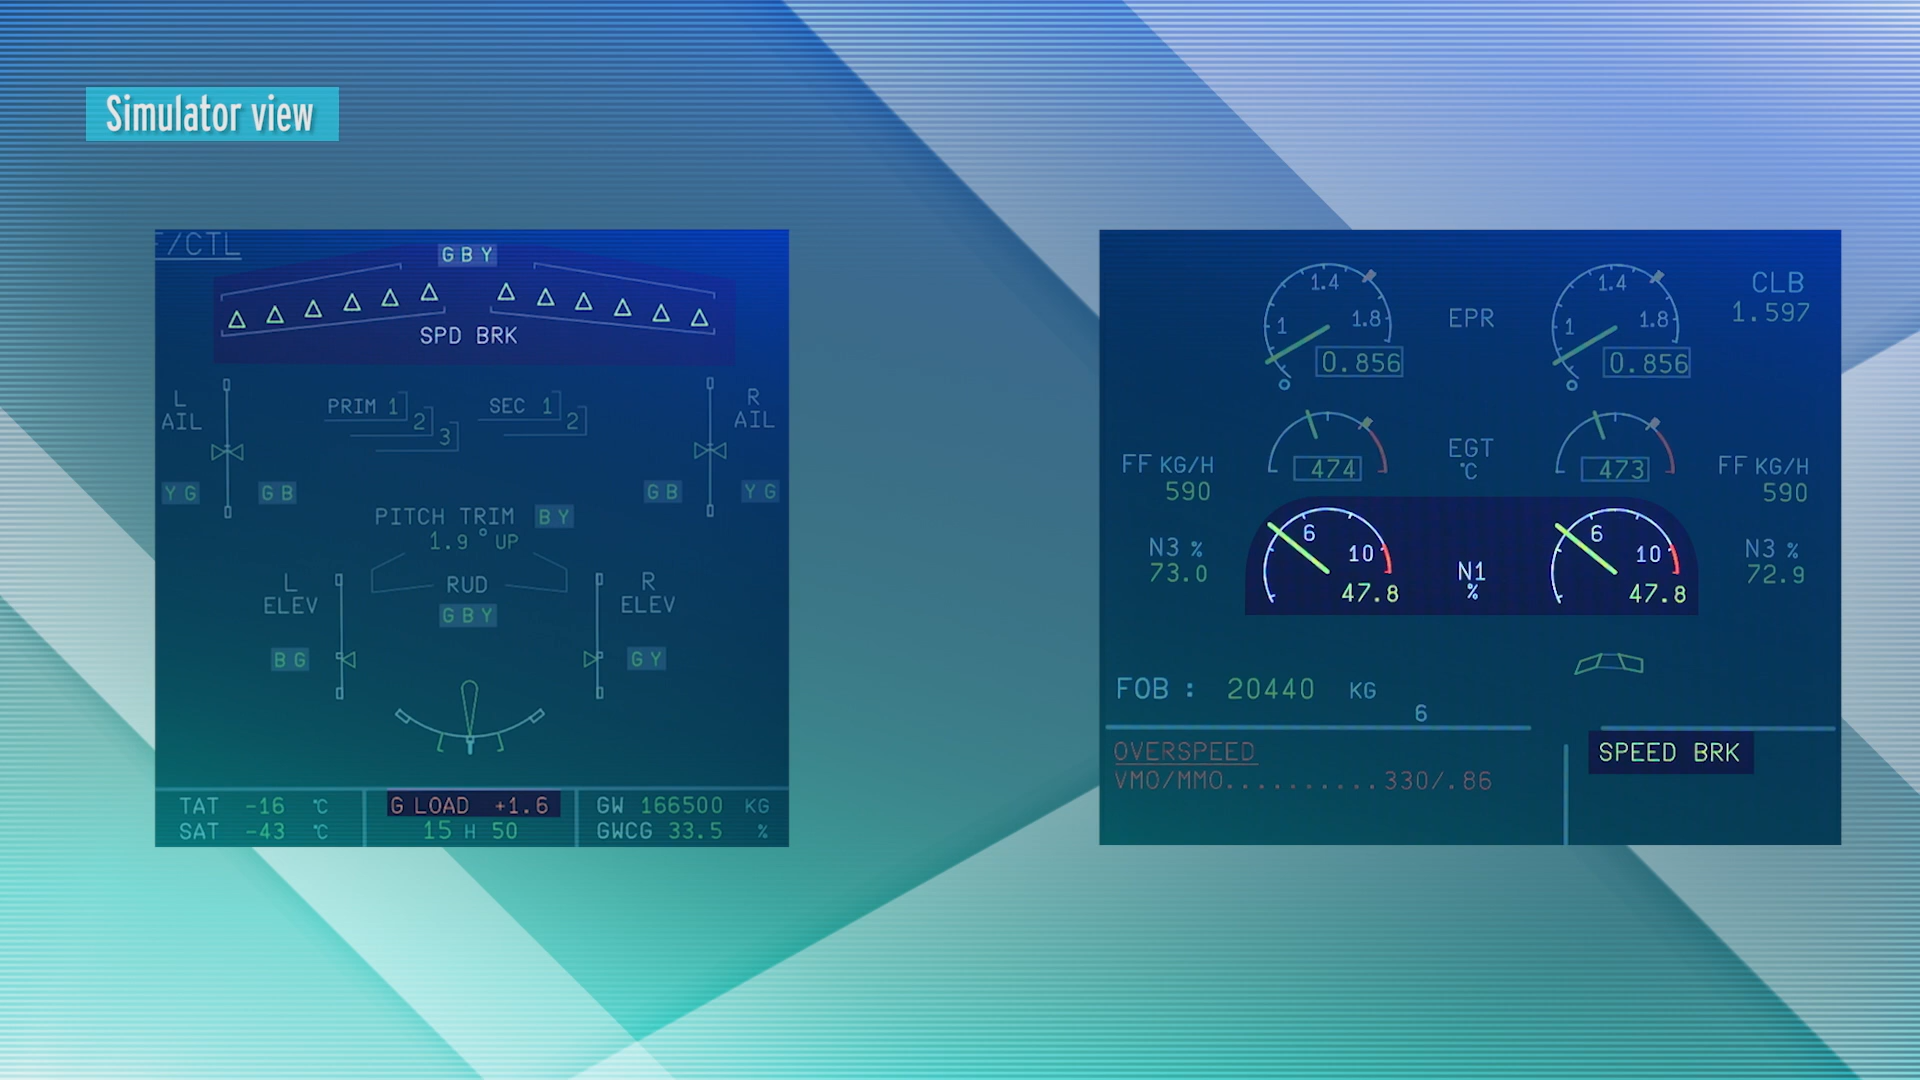 Simulator view
F/CTL
G B Y
SPD BRK
L
AIL
PRIM 1
2
3
SEC 1
2
R
AIL
Y G
G B
G B
Y G
PITCH TRIM B Y
1.9 ° UP
L
ELEV
RUD
G B Y
R
ELEV
B G
G Y
TAT -16 °C
SAT -43 °C
G LOAD +1.6
15 H 50
GW 166500 KG
GWCG 33.5 %
1.4
1
1.8
0.856
EPR
1.4
1
1.8
0.856
CLB
1.597
474
EGT
°C
473
FF KG/H
590
FF KG/H
590
6
10
47.8
N1
%
6
10
47.8
N3 %
73.0
N3 %
72.9
FOB : 20440 KG
6
OVERSPEED
VMO/MMO..........330/.86
SPEED BRK